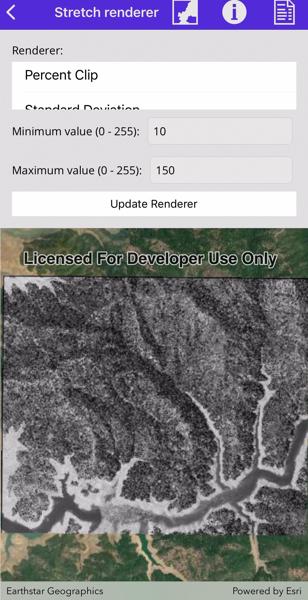 Stretch renderer
Renderer:
Percent Clip
Standard Deviation
Minimum value (0 - 255): 10
Maximum value (0 - 255): 150
Update Renderer
Licensed For Developer Use Only
Earthstar Geographics Powered by Esri